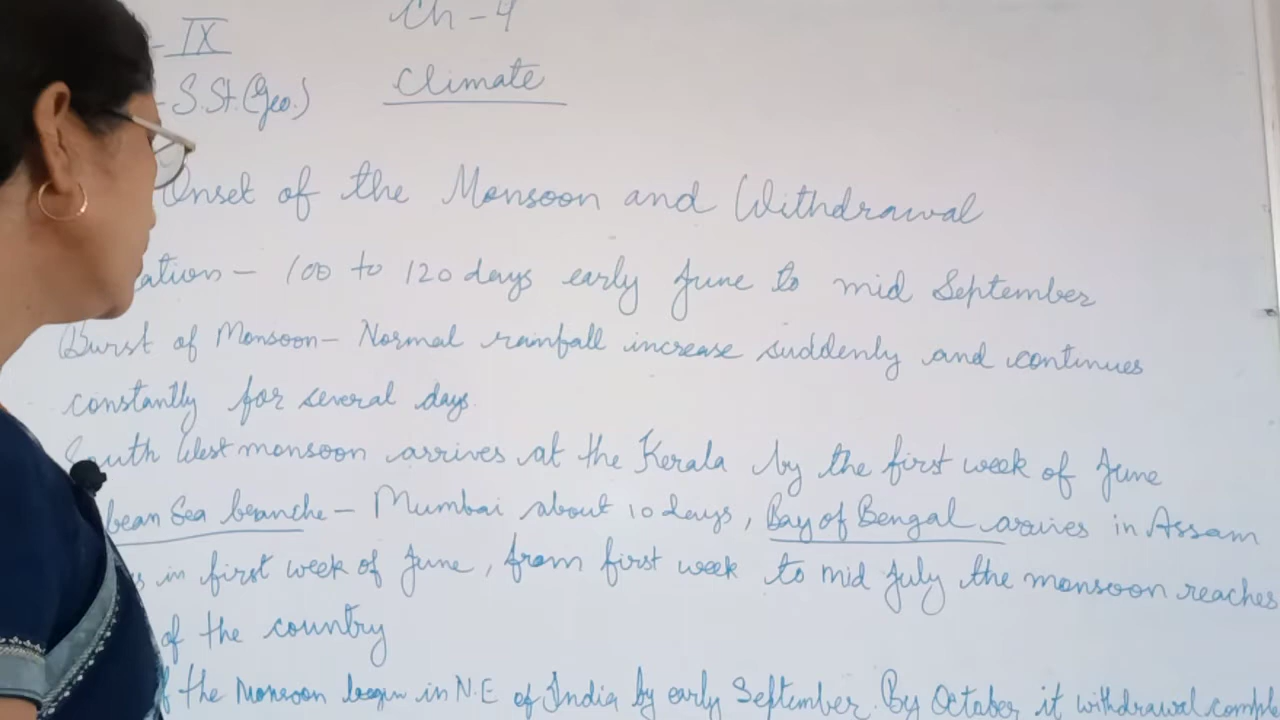 Ch - 4
- IX
Climate
- S.St. (Geo.)
Onset of the Monsoon and Withdrawal
ation - 100 to 120 days early June to mid September
Burst of Monsoon - Normal rainfall increase suddenly and continues
constantly for several days.
South West monsoon arrives at the Kerala by the first week of June
bean Sea branche - Mumbai about 10 days, Bay of Bengal arrives in Assam
s in first week of June, from first week to mid July the monsoon reaches
of the country
f the Monsoon begin in N.E of India by early September. By October it withdrawal comple